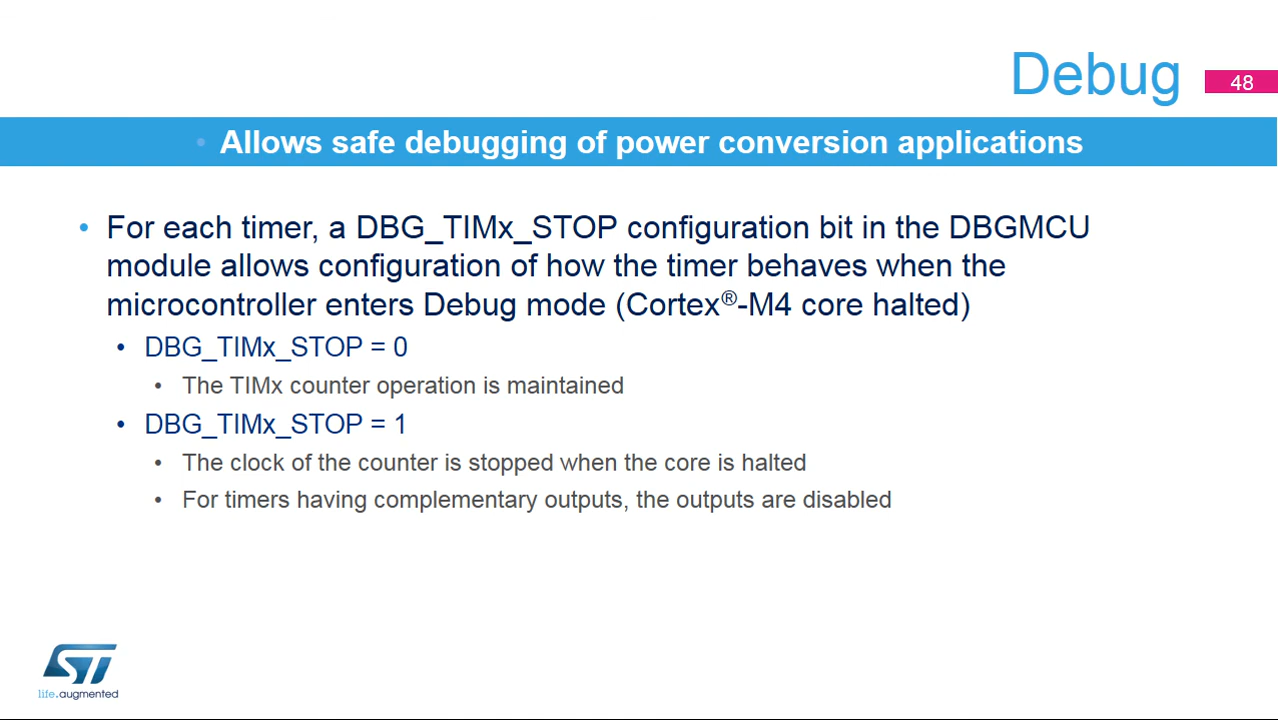 Debug
48
• Allows safe debugging of power conversion applications
• For each timer, a DBG_TIMx_STOP configuration bit in the DBGMCU
module allows configuration of how the timer behaves when the
microcontroller enters Debug mode (Cortex®-M4 core halted)
• DBG_TIMx_STOP = 0
• The TIMx counter operation is maintained
• DBG_TIMx_STOP = 1
• The clock of the counter is stopped when the core is halted
• For timers having complementary outputs, the outputs are disabled
ST
life.augmented